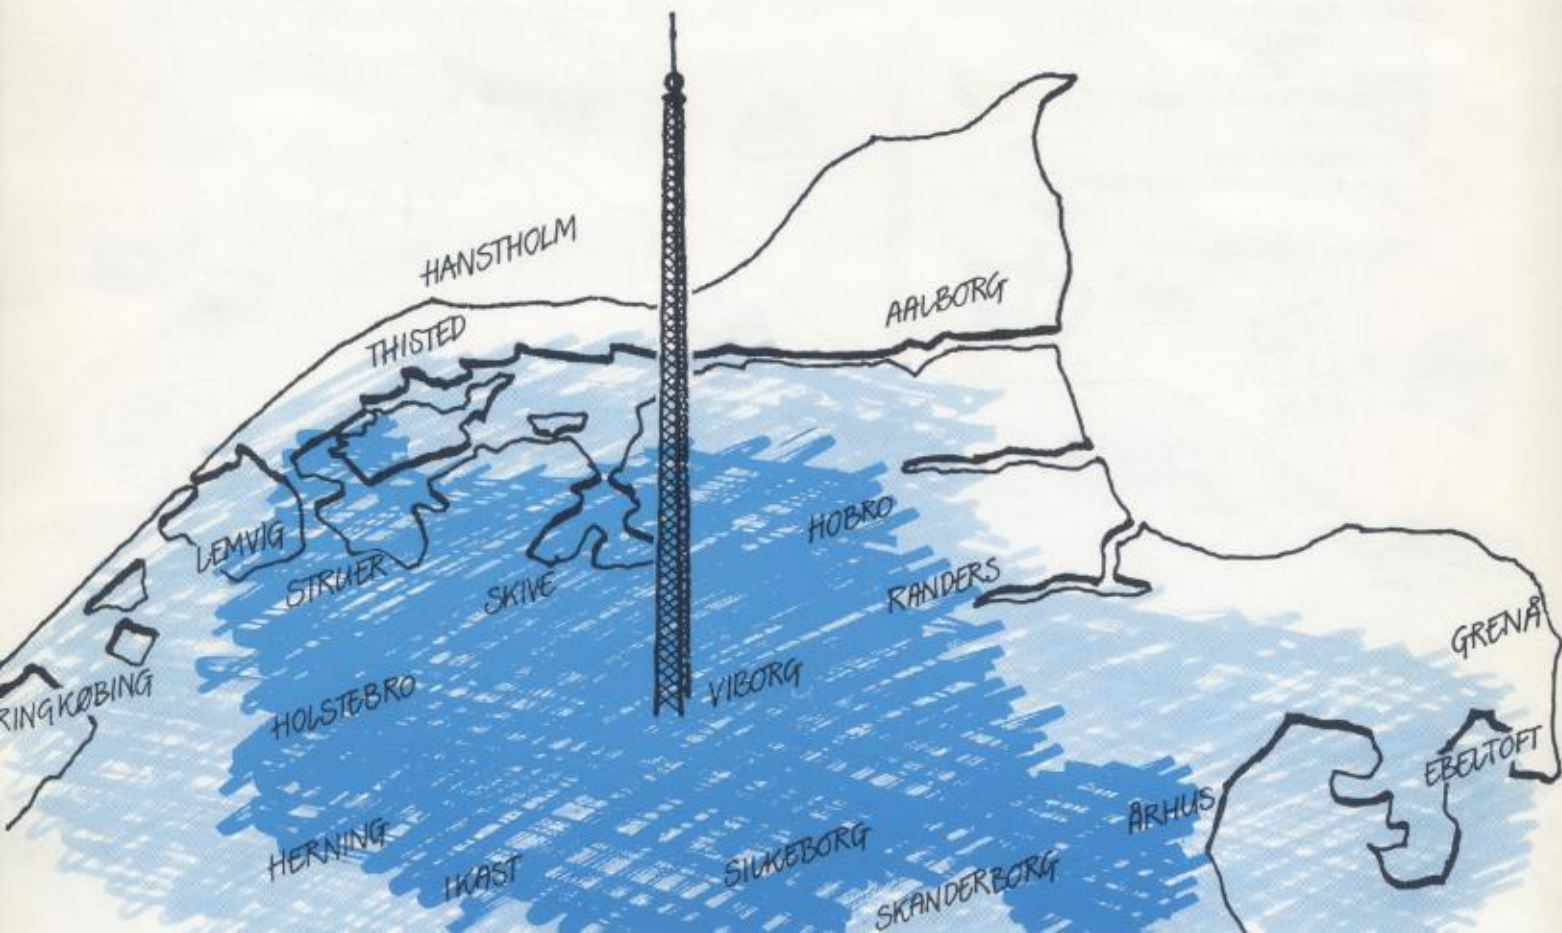 HANSTHOLM
AALBORG
THISTED
HOBRO
LEMVIG
STRUER
SKIVE
RANDERS
GRENÅ
RINGKØBING
VIBORG
HOLSTEBRO
EBELTOFT
ÅRHUS
HERNING
SILKEBORG
IKAST
SKANDERBORG